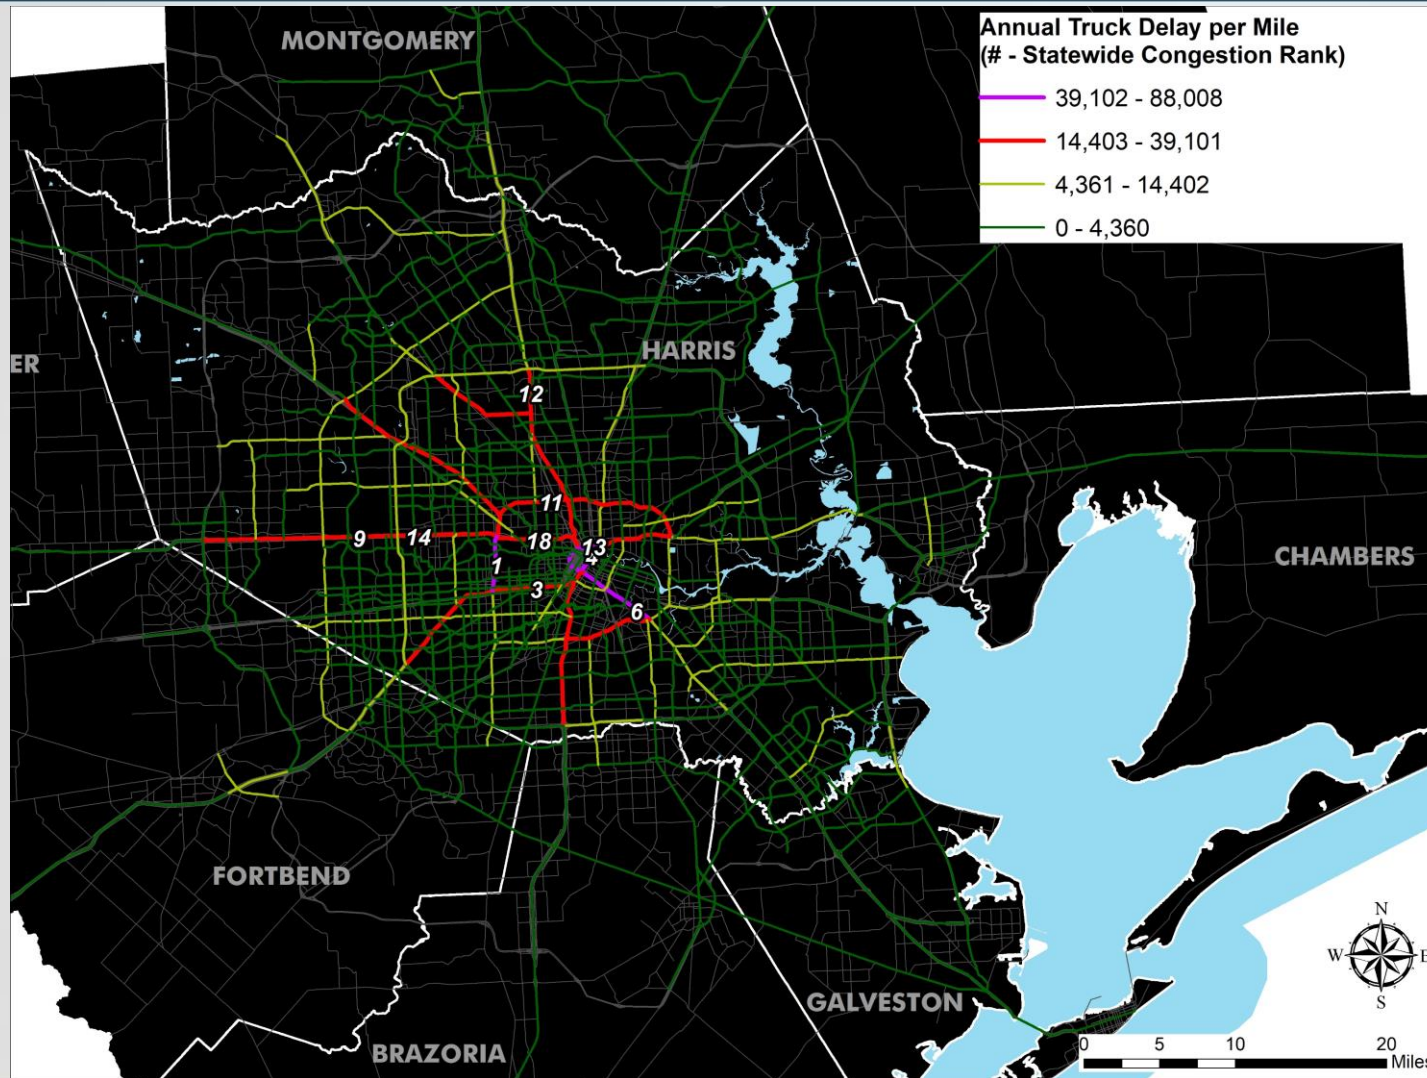 Annual Truck Delay per Mile
(# - Statewide Congestion Rank)
39,102 - 88,008
14,403 - 39,101
4,361 - 14,402
0 - 4,360
MONTGOMERY
HARRIS
ER
12
11
9
14
18
13
4
1
3
6
CHAMBERS
FORTBEND
GALVESTON
BRAZORIA
N
W
E
S
0 5 10 20
Miles